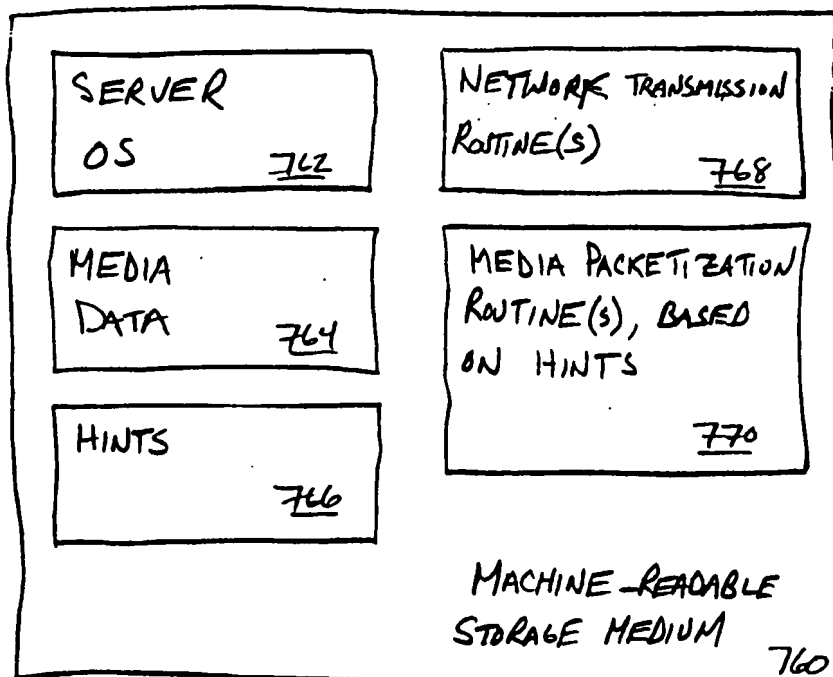 SERVER
OS 762
MEDIA
DATA 764
HINTS
766
NETWORK TRANSMISSION
ROUTINE(S)
768
MEDIA PACKETIZATION
ROUTINE(S), BASED
ON HINTS
770
MACHINE-READABLE
STORAGE MEDIUM
760